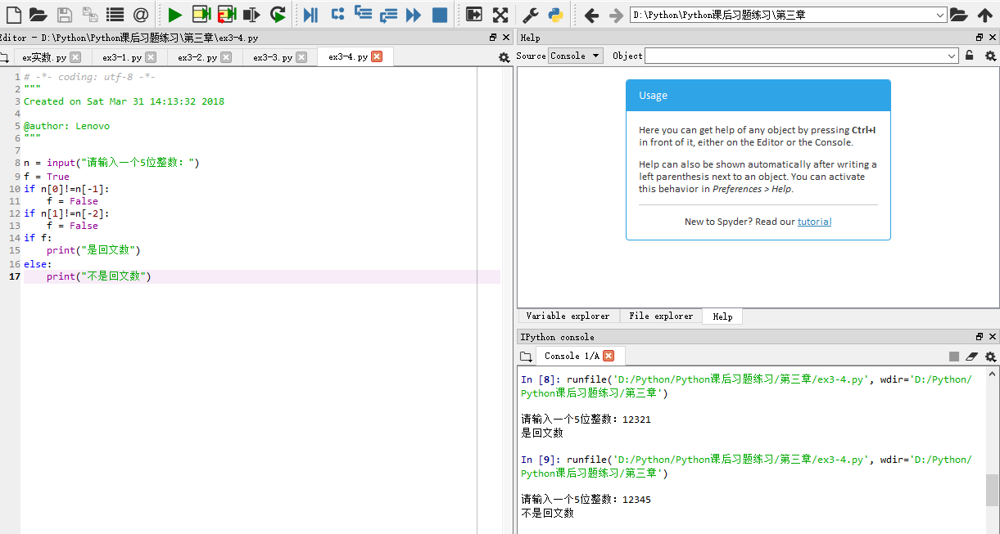 D:\Python\Python课后习题练习\第三章
Editor - D:\Python\Python课后习题练习\第三章\ex3-4.py
ex实数.py ex3-1.py ex3-2.py ex3-3.py ex3-4.py
1 # -*- coding: utf-8 -*-
2 """
3 Created on Sat Mar 31 14:13:32 2018
4
5 @author: Lenovo
6 """
7
8 n = input("请输入一个5位整数：")
9 f = True
10 if n[0]!=n[-1]:
11     f = False
12 if n[1]!=n[-2]:
13     f = False
14 if f:
15     print("是回文数")
16 else:
17     print("不是回文数")
Help
Source Console Object
Usage
Here you can get help of any object by pressing Ctrl+I
in front of it, either on the Editor or the Console.
Help can also be shown automatically after writing a
left parenthesis next to an object. You can activate
this behavior in Preferences > Help.
New to Spyder? Read our tutorial
Variable explorer File explorer Help
IPython console
Console 1/A
In [8]: runfile('D:/Python/Python课后习题练习/第三章/ex3-4.py', wdir='D:/Python/
Python课后习题练习/第三章')
请输入一个5位整数：12321
是回文数
In [9]: runfile('D:/Python/Python课后习题练习/第三章/ex3-4.py', wdir='D:/Python/
Python课后习题练习/第三章')
请输入一个5位整数：12345
不是回文数